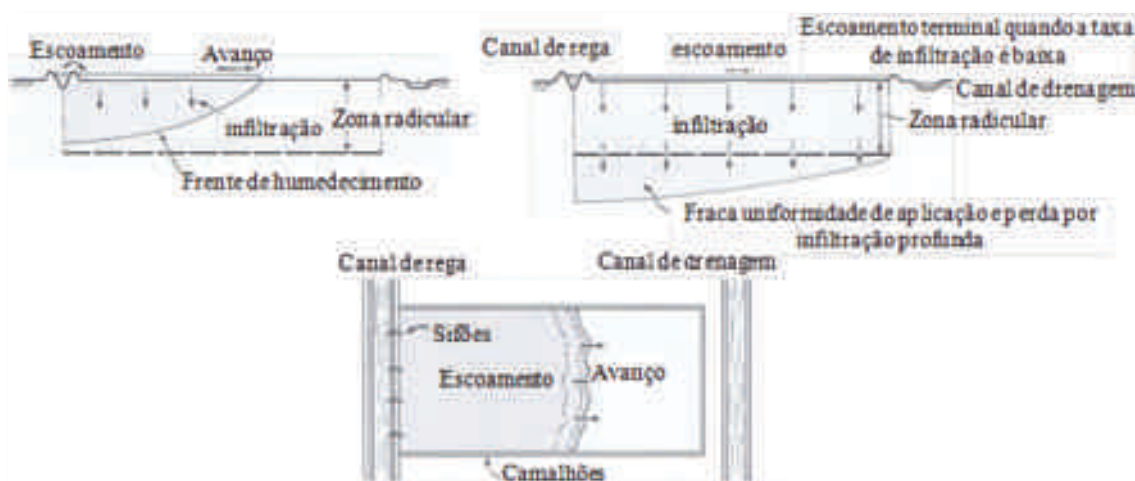 Escoamento
Avanço
infiltração
Zona radicular
Frente de humedecimento
Canal de rega
escoamento
Escoamento terminal quando a taxa
de infiltração é baixa
Canal de drenagem
Zona radicular
infiltração
Fraca uniformidade de aplicação e perda por
infiltração profunda
Canal de rega
Canal de drenagem
Sifões
Escoamento
Avanço
Camalhões